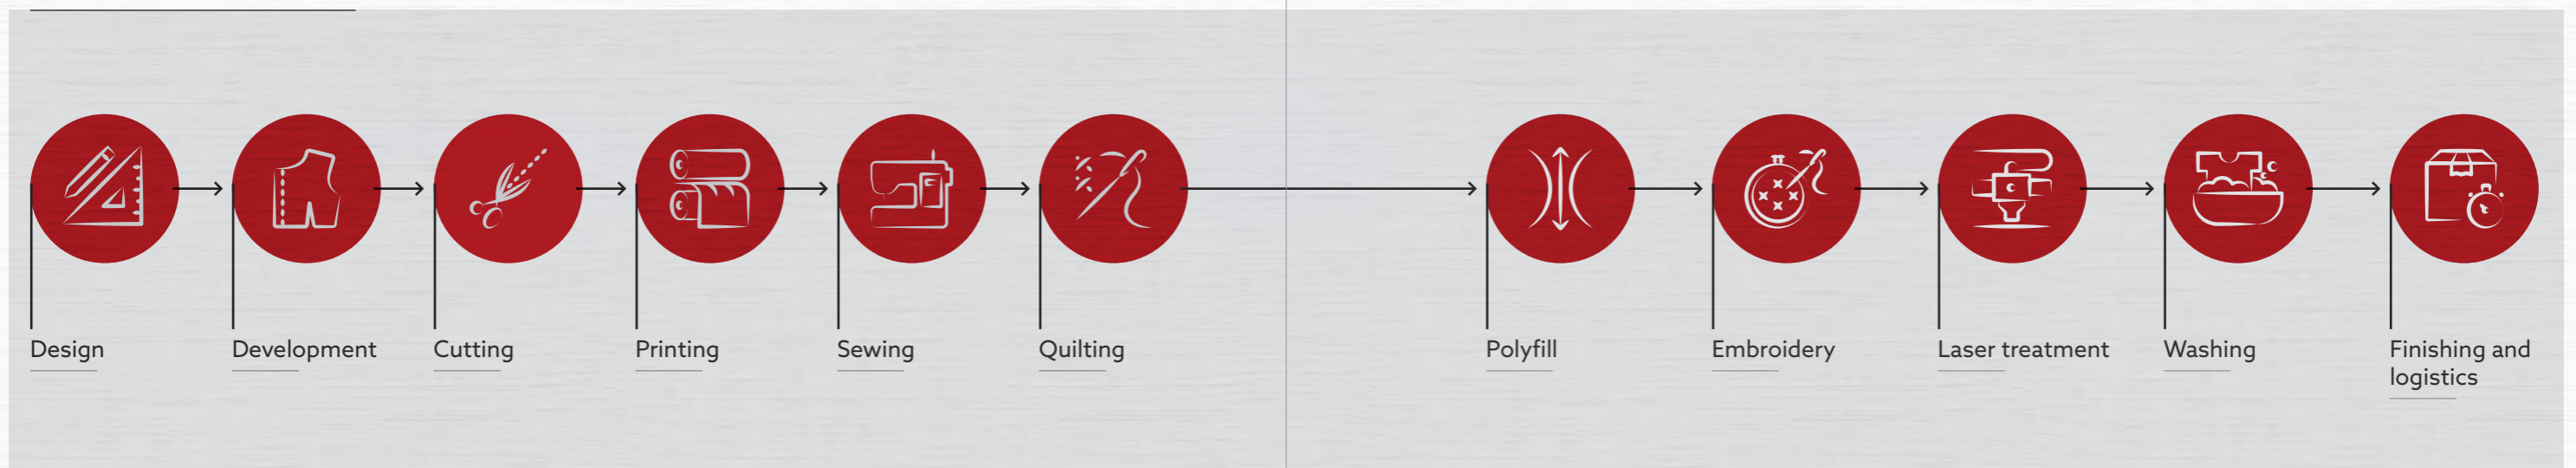 Design
Development
Cutting
Printing
Sewing
Quilting
Polyfill
Embroidery
Laser treatment
Washing
Finishing and
logistics